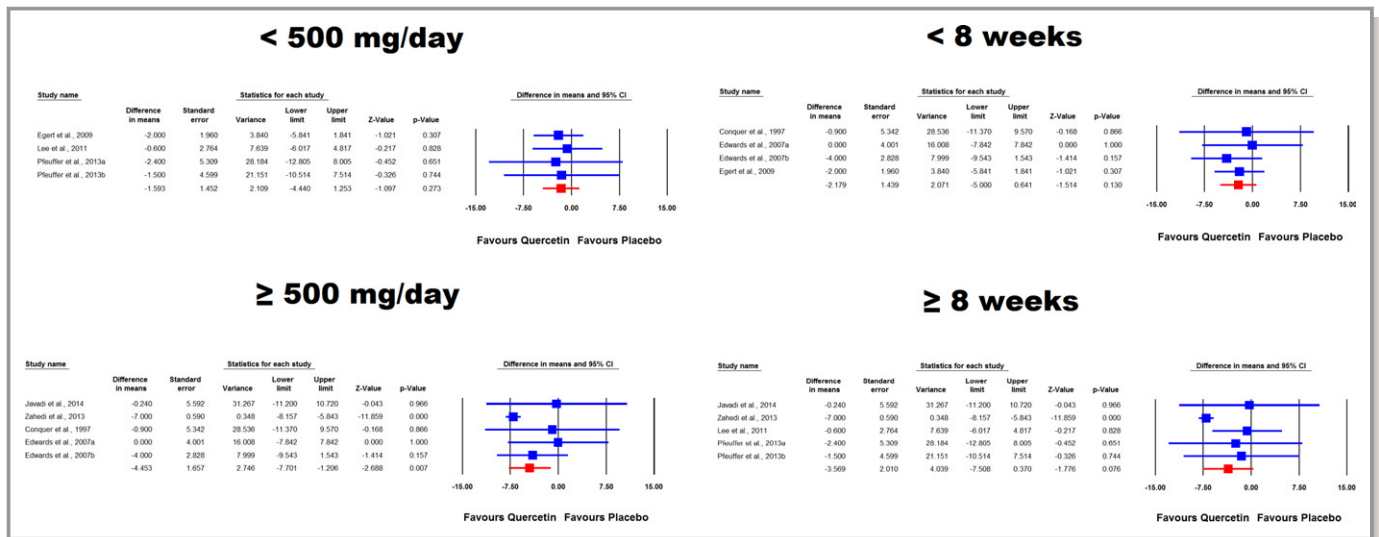 < 500 mg/day
Study name Statistics for each study Difference in means and 95% CI
Difference in means Standard error Variance Lower limit Upper limit Z-Value p-Value
Egert et al., 2009 -2.000 1.960 3.840 -5.841 1.841 -1.021 0.307
Lee et al., 2011 -0.600 2.764 7.639 -6.017 4.817 -0.217 0.828
Pfeuffer et al., 2013a -2.400 5.309 28.184 -12.805 8.005 -0.452 0.651
Pfeuffer et al., 2013b -1.500 4.599 21.151 -10.514 7.514 -0.326 0.744
-1.593 1.452 2.109 -4.440 1.253 -1.097 0.273
-15.00 -7.50 0.00 7.50 15.00
Favours Quercetin Favours Placebo
< 8 weeks
Study name Statistics for each study Difference in means and 95% CI
Difference in means Standard error Variance Lower limit Upper limit Z-Value p-Value
Conquer et al., 1997 -0.900 5.342 28.536 -11.370 9.570 -0.168 0.866
Edwards et al., 2007a 0.000 4.001 16.008 -7.842 7.842 0.000 1.000
Edwards et al., 2007b -4.000 2.828 7.999 -9.543 1.543 -1.414 0.157
Egert et al., 2009 -2.000 1.960 3.840 -5.841 1.841 -1.021 0.307
-2.179 1.439 2.071 -5.000 0.641 -1.514 0.130
-15.00 -7.50 0.00 7.50 15.00
Favours Quercetin Favours Placebo
≥ 500 mg/day
Study name Statistics for each study Difference in means and 95% CI
Difference in means Standard error Variance Lower limit Upper limit Z-Value p-Value
Javadi et al., 2014 -0.240 5.592 31.267 -11.200 10.720 -0.043 0.966
Zahedi et al., 2013 -7.000 0.590 0.348 -8.157 -5.843 -11.859 0.000
Conquer et al., 1997 -0.900 5.342 28.536 -11.370 9.570 -0.168 0.866
Edwards et al., 2007a 0.000 4.001 16.008 -7.842 7.842 0.000 1.000
Edwards et al., 2007b -4.000 2.828 7.999 -9.543 1.543 -1.414 0.157
-4.453 1.657 2.746 -7.701 -1.206 -2.688 0.007
-15.00 -7.50 0.00 7.50 15.00
Favours Quercetin Favours Placebo
≥ 8 weeks
Study name Statistics for each study Difference in means and 95% CI
Difference in means Standard error Variance Lower limit Upper limit Z-Value p-Value
Javadi et al., 2014 -0.240 5.592 31.267 -11.200 10.720 -0.043 0.966
Zahedi et al., 2013 -7.000 0.590 0.348 -8.157 -5.843 -11.859 0.000
Lee et al., 2011 -0.600 2.764 7.639 -6.017 4.817 -0.217 0.828
Pfeuffer et al., 2013a -2.400 5.309 28.184 -12.805 8.005 -0.452 0.651
Pfeuffer et al., 2013b -1.500 4.599 21.151 -10.514 7.514 -0.326 0.744
-3.569 2.010 4.039 -7.508 0.370 -1.776 0.076
-15.00 -7.50 0.00 7.50 15.00
Favours Quercetin Favours Placebo